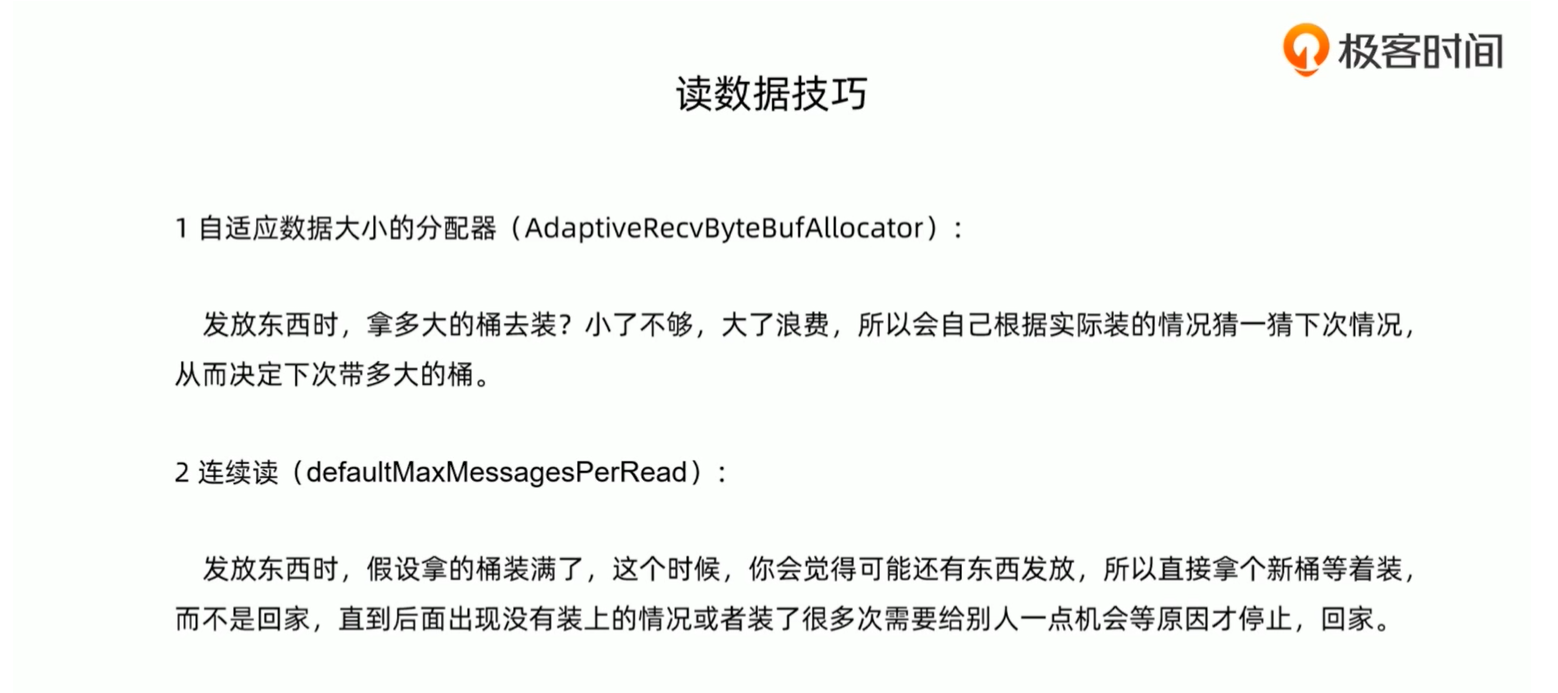 极客时间
读数据技巧
1 自适应数据大小的分配器（AdaptiveRecvByteBufAllocator）：
发放东西时，拿多大的桶去装？小了不够，大了浪费，所以会自己根据实际装的情况猜一猜下次情况，
从而决定下次带多大的桶。
2 连续读（defaultMaxMessagesPerRead）：
发放东西时，假设拿的桶装满了，这个时候，你会觉得可能还有东西发放，所以直接拿个新桶等着装，
而不是回家，直到后面出现没有装上的情况或者装了很多次需要给别人一点机会等原因才停止，回家。